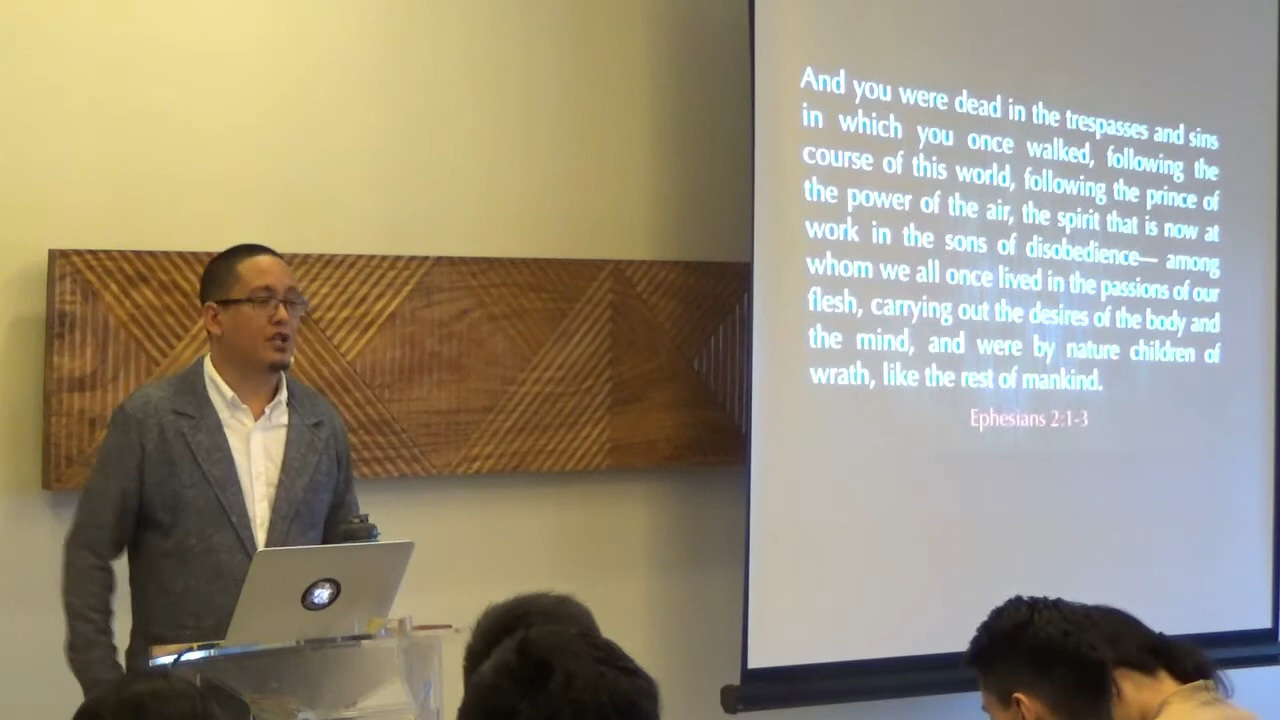 And you were dead in the trespasses and sins
in which you once walked, following the
course of this world, following the prince of
the power of the air, the spirit that is now at
work in the sons of disobedience— among
whom we all once lived in the passions of our
flesh, carrying out the desires of the body and
the mind, and were by nature children of
wrath, like the rest of mankind.
Ephesians 2:1-3